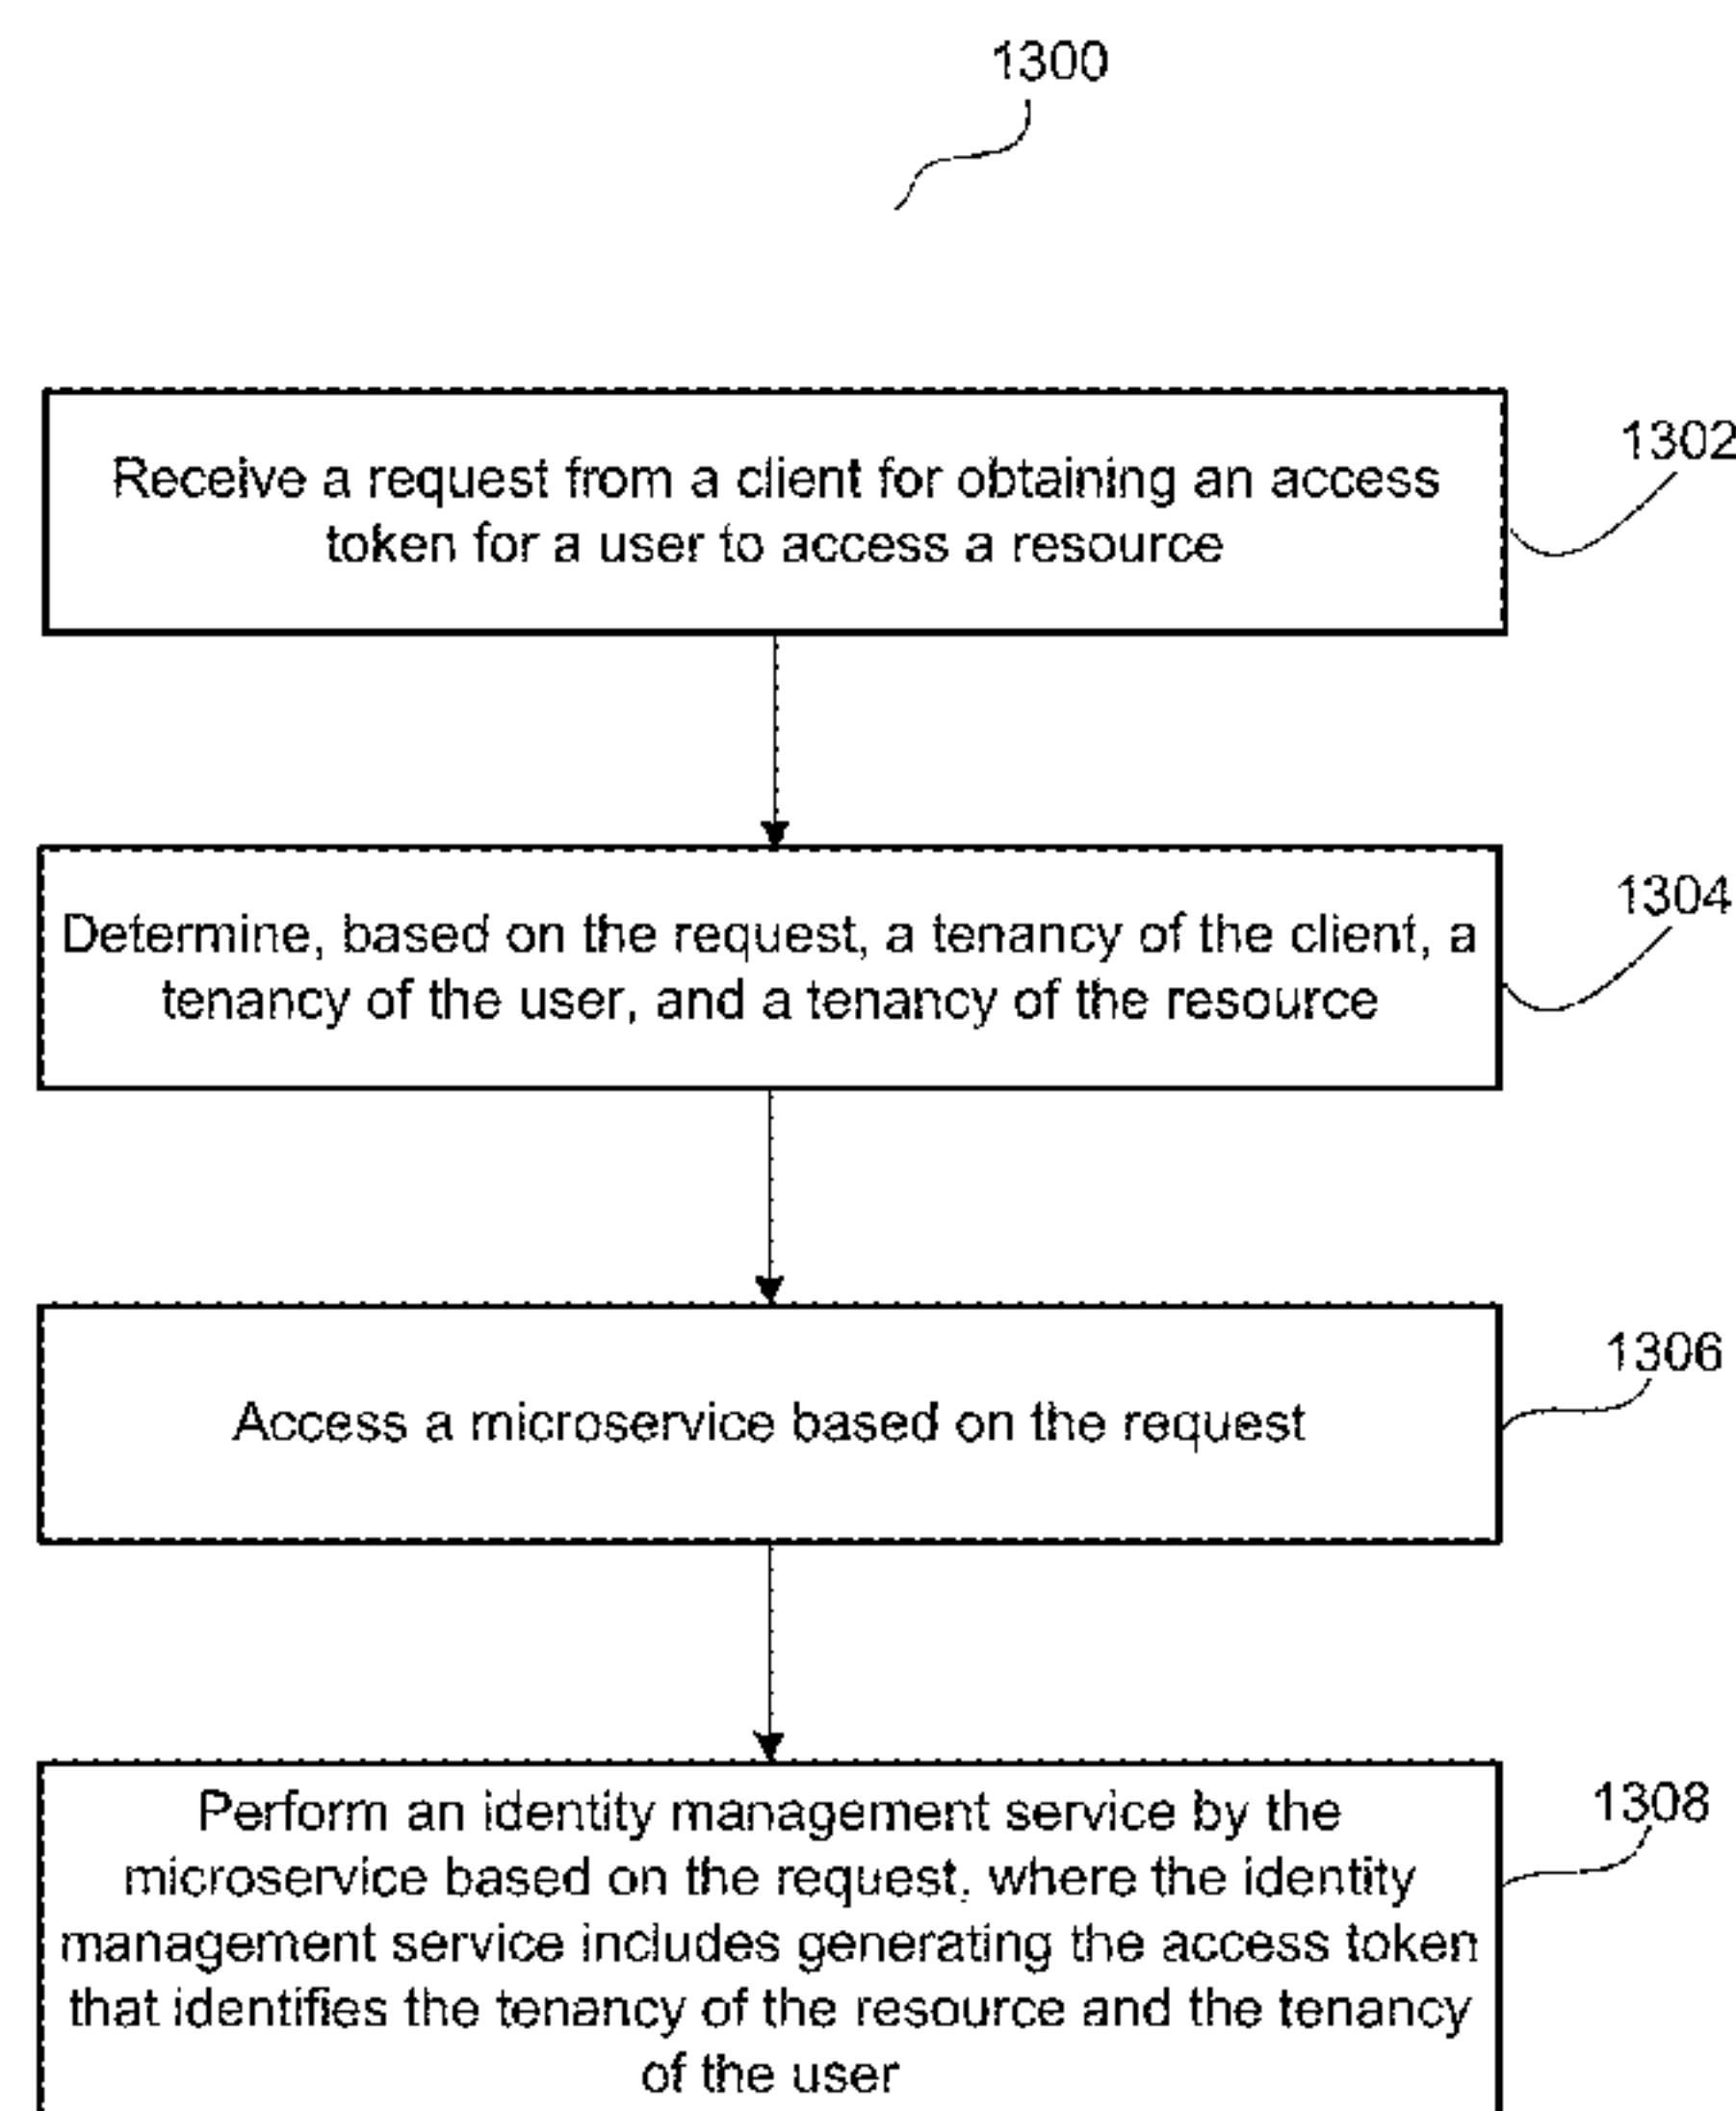 1300
Receive a request from a client for obtaining an access
token for a user to access a resource
1302
Determine, based on the request, a tenancy of the client, a
tenancy of the user, and a tenancy of the resource
1304
Access a microservice based on the request
1306
Perform an identity management service by the
microservice based on the request, where the identity
management service includes generating the access token
that identifies the tenancy of the resource and the tenancy
of the user
1308